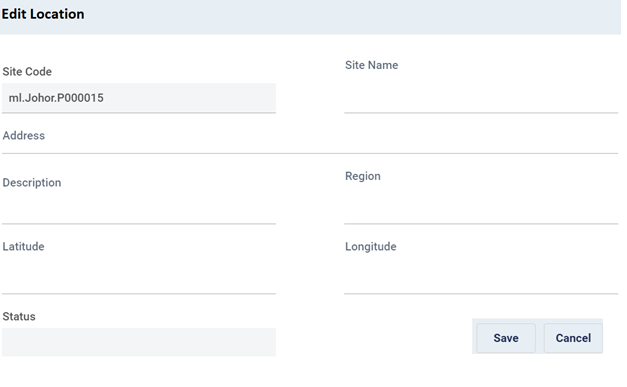 Edit Location
Site Code
Site Name
ml.Johor.P000015
Address
Description
Region
Latitude
Longitude
Status
Save
Cancel